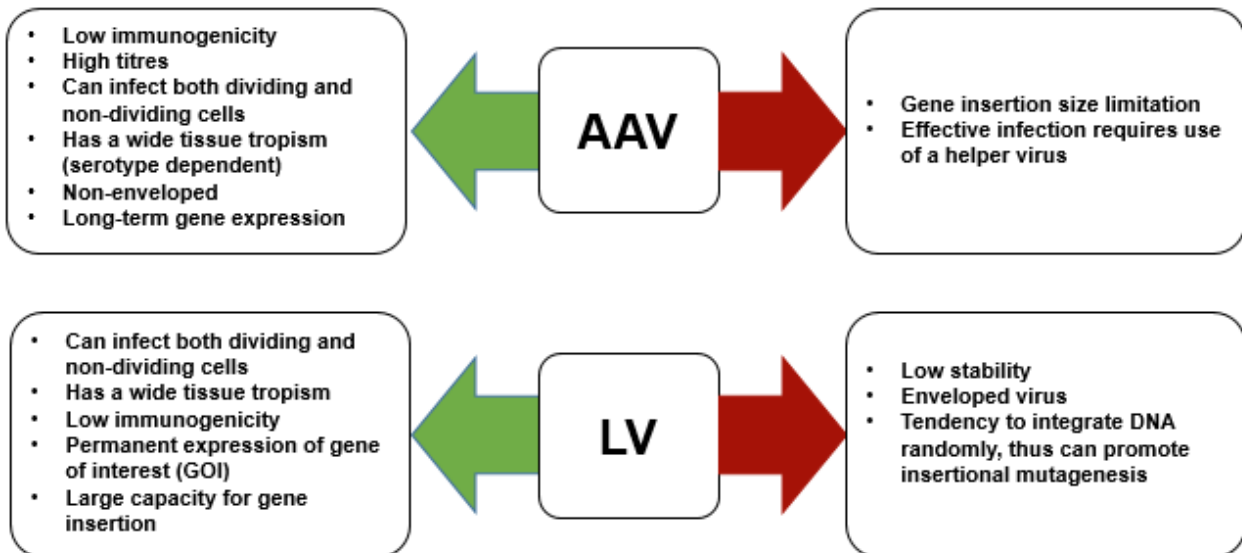 • Low immunogenicity
• High titres
• Can infect both dividing and
non-dividing cells
• Has a wide tissue tropism
(serotype dependent)
• Non-enveloped
• Long-term gene expression
AAV
• Gene insertion size limitation
• Effective infection requires use
of a helper virus
• Can infect both dividing and
non-dividing cells
• Has a wide tissue tropism
• Low immunogenicity
• Permanent expression of gene
of interest (GOI)
• Large capacity for gene
insertion
LV
• Low stability
• Enveloped virus
• Tendency to integrate DNA
randomly, thus can promote
insertional mutagenesis